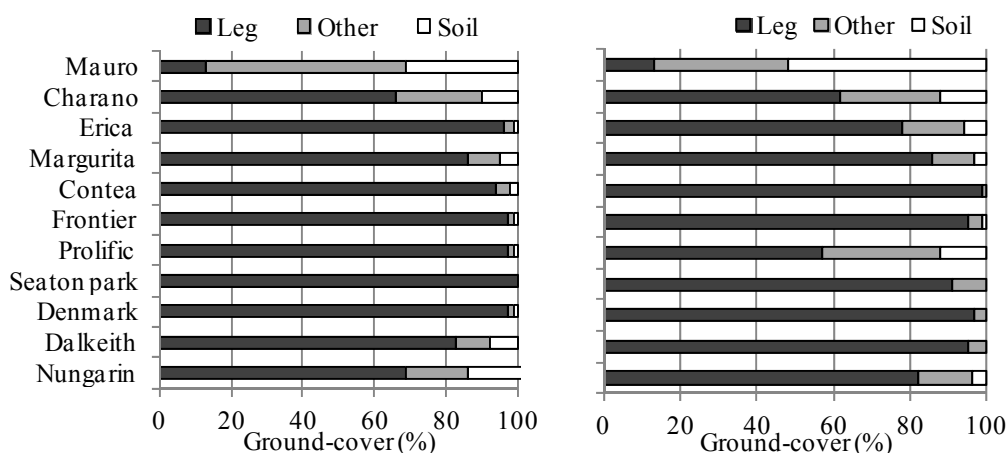 Leg Other Soil
Mauro
Charano
Erica
Margurita
Contea
Frontier
Prolific
Seaton park
Denmark
Dalkeith
Nungarin
0 20 40 60 80 100
Ground-cover (%)
Leg Other Soil
0 20 40 60 80 100
Ground-cover (%)